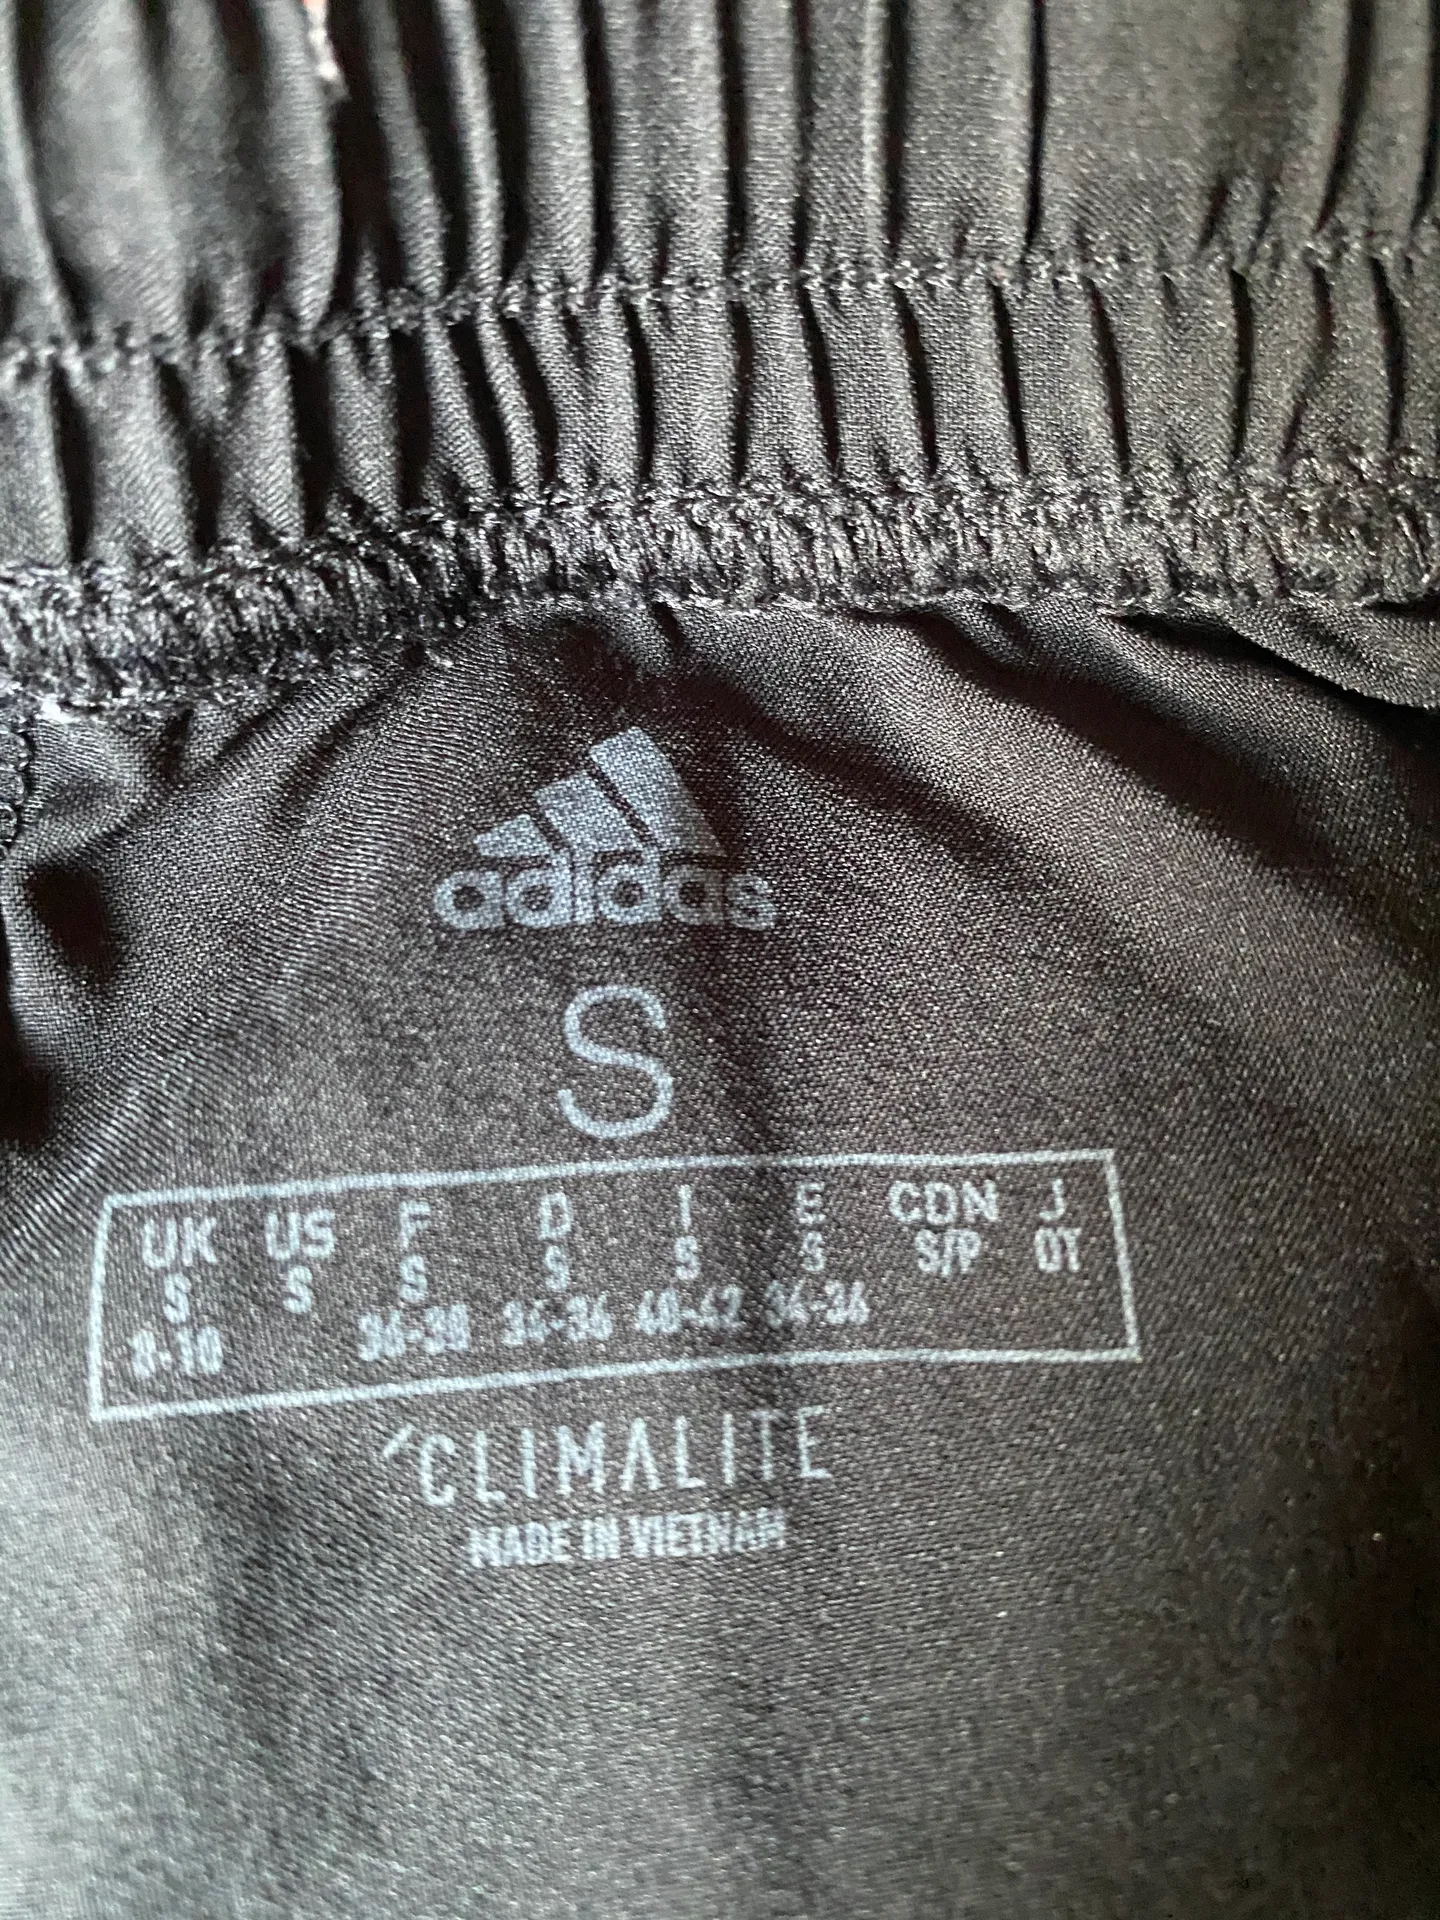 adidas
S
UK US F D I E CDN J
S S S S S S S/P OT
8-10 36-38 34-36 40-42 34-36
CLIMALITE
MADE IN VIETNAM